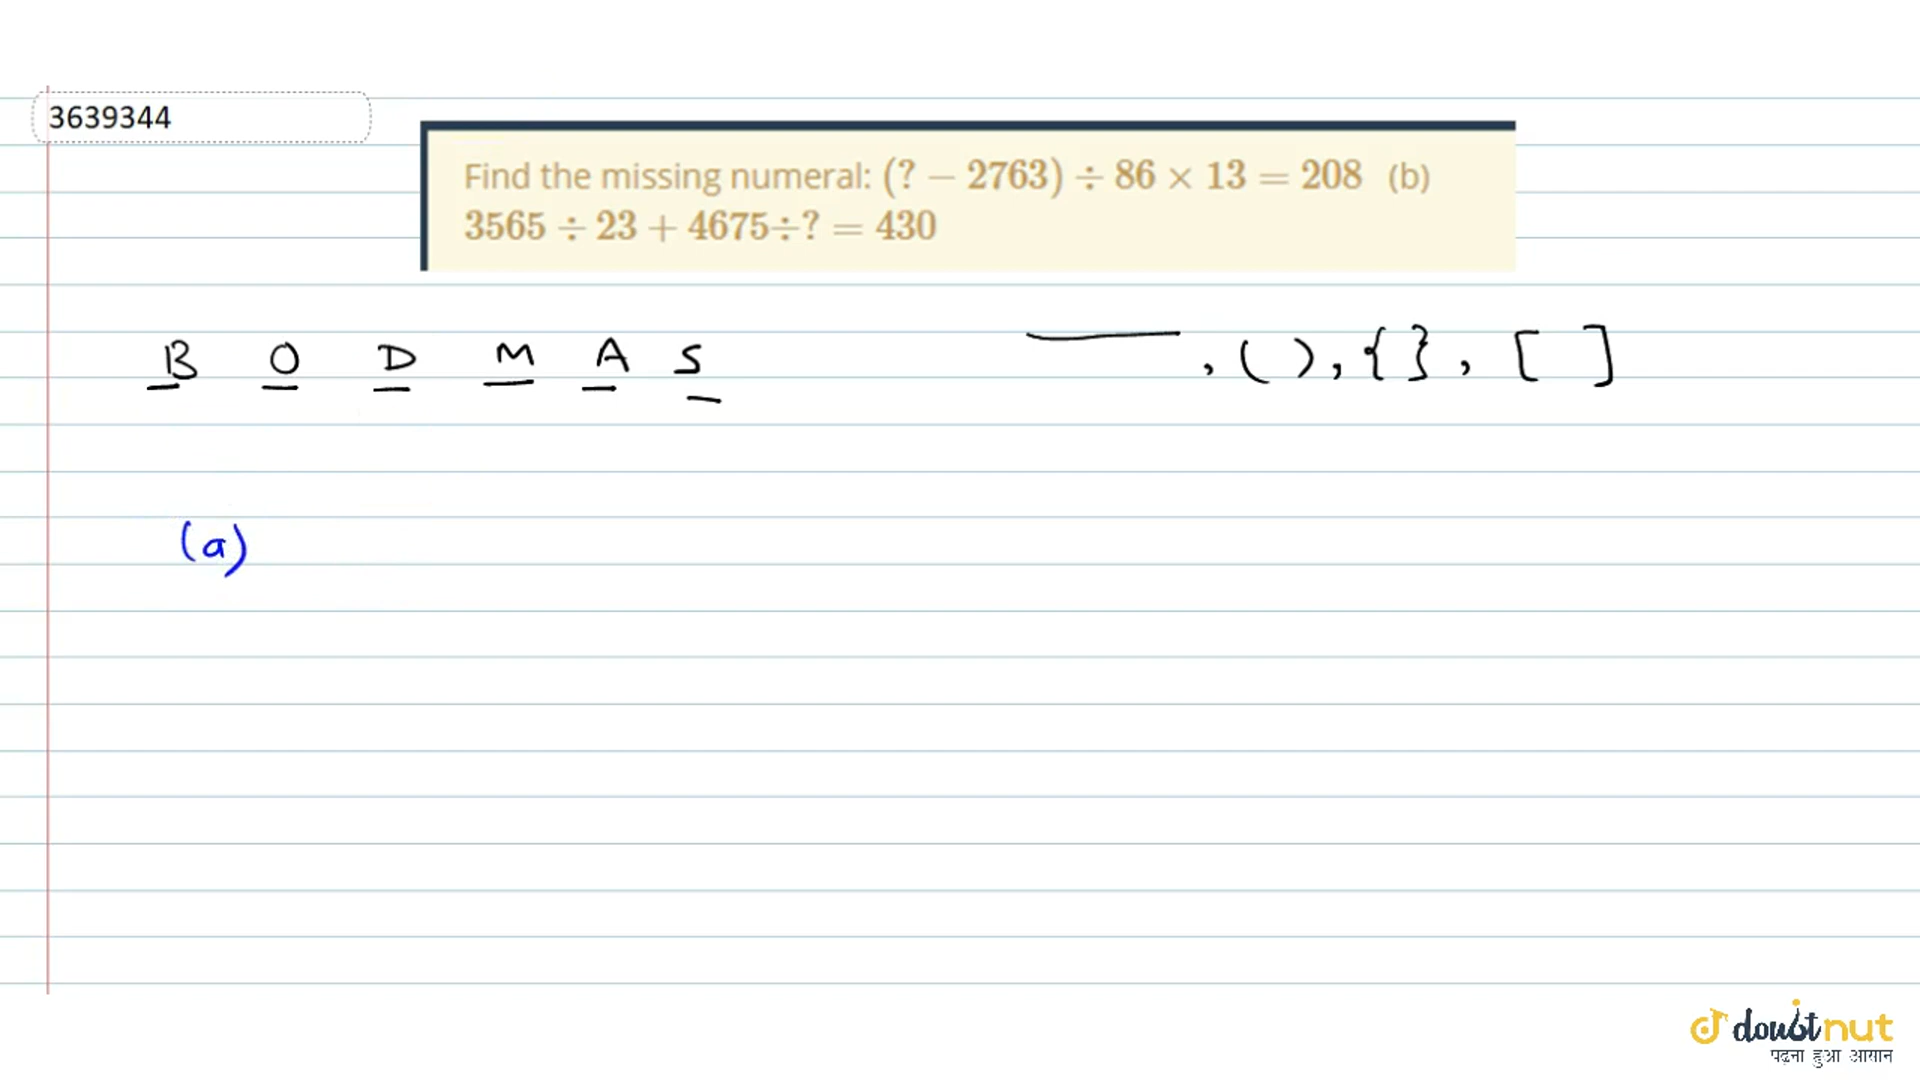 3639344
Find the missing numeral: (? − 2763) ÷ 86 × 13 = 208 (b)
3565 ÷ 23 + 4675÷? = 430
B O D M A S , ( ) , { } , [ ]
(a)
doubtnut
पढ़ना हुआ आसान